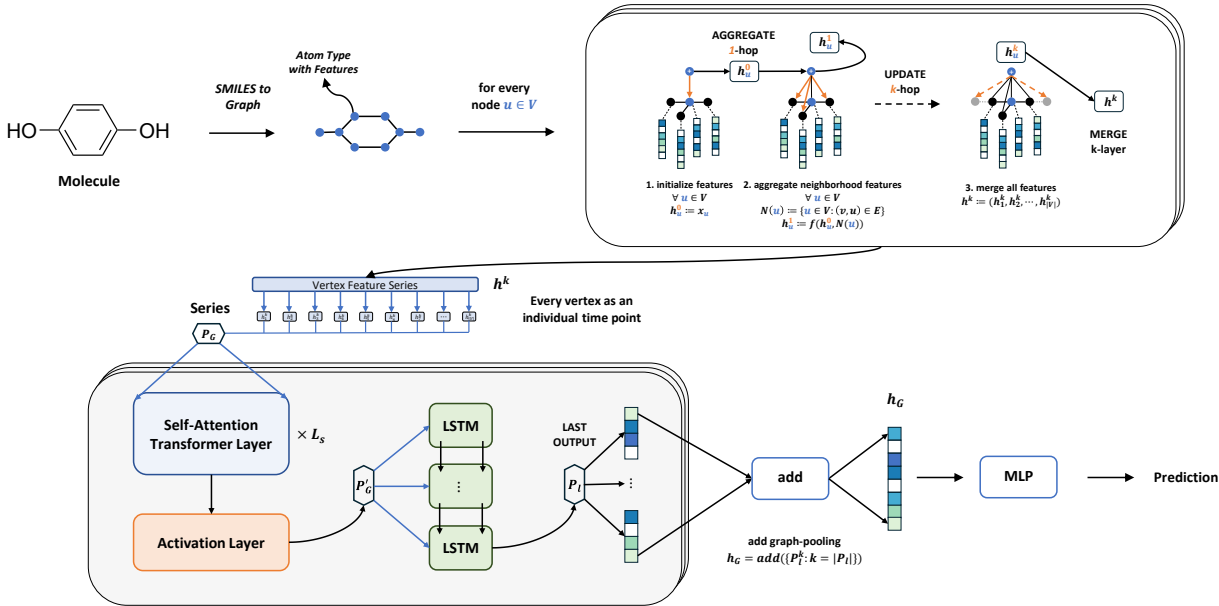 Atom Type
with Features
SMILES to
Graph
for every
node u ∈ V
HO
OH
Molecule
AGGREGATE
1-hop
h_u^0
h_u^1
UPDATE
k-hop
h_u^k
h^k
MERGE
k-layer
1. initialize features
∀ u ∈ V
h_u^0 ≔ x_u
2. aggregate neighborhood features
∀ u ∈ V
N(u) ≔ {u ∈ V: (v, u) ∈ E}
h_u^1 ≔ f(h_u^0, N(u))
3. merge all features
h^k ≔ (h_1^k, h_2^k, ⋯, h_|V|^k)
Vertex Feature Series
h^k
Every vertex as an
individual time point
Series
P_G
Self-Attention
Transformer Layer
× L_s
Activation Layer
P_G'
LSTM
⋮
LSTM
LAST
OUTPUT
P_l
⋮
add
add graph-pooling
h_G = add({P_l^k: k = |P_l|})
h_G
MLP
Prediction